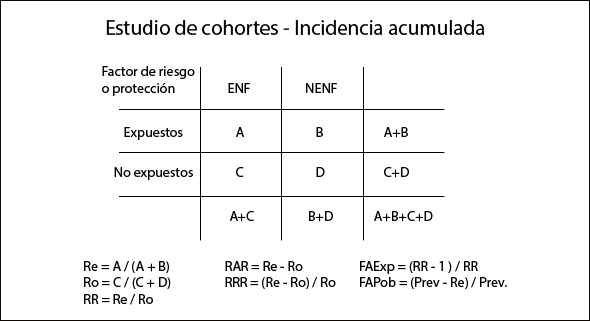 Estudio de cohortes - Incidencia acumulada
Factor de riesgo
o protección ENF NENF
Expuestos A B A+B
No expuestos C D C+D
A+C B+D A+B+C+D
Re = A / (A + B) RAR = Re - Ro FAExp = (RR - 1 ) / RR
Ro = C / (C + D) RRR = (Re - Ro) / Ro FAPob = (Prev - Re) / Prev.
RR = Re / Ro